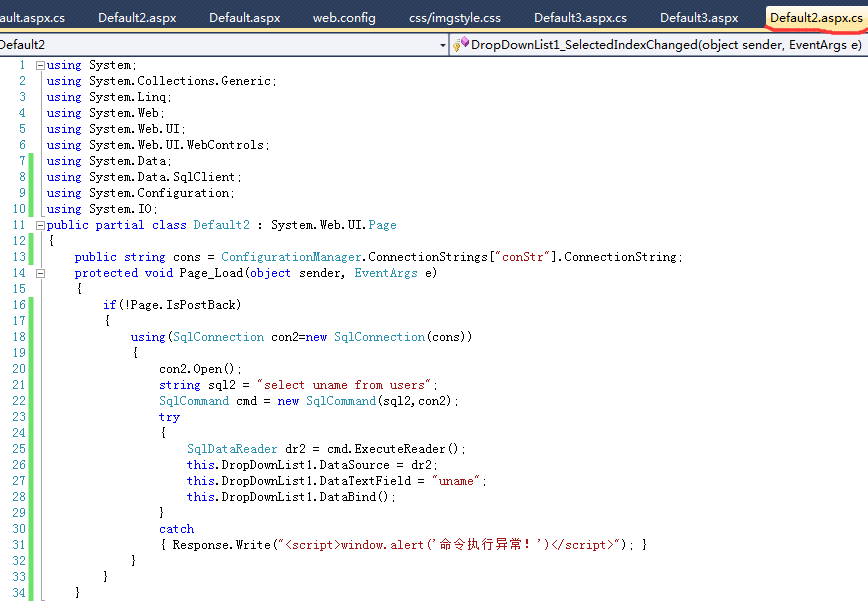 ault.aspx.cs Default2.aspx Default.aspx web.config css/imgstyle.css Default3.aspx.cs Default3.aspx Default2.aspx.cs
Default2 DropDownList1_SelectedIndexChanged(object sender, EventArgs e)
1 using System;
2 using System.Collections.Generic;
3 using System.Linq;
4 using System.Web;
5 using System.Web.UI;
6 using System.Web.UI.WebControls;
7 using System.Data;
8 using System.Data.SqlClient;
9 using System.Configuration;
10 using System.IO;
11 public partial class Default2 : System.Web.UI.Page
12 {
13 public string cons = ConfigurationManager.ConnectionStrings["conStr"].ConnectionString;
14 protected void Page_Load(object sender, EventArgs e)
15 {
16 if(!Page.IsPostBack)
17 {
18 using(SqlConnection con2=new SqlConnection(cons))
19 {
20 con2.Open();
21 string sql2 = "select uname from users";
22 SqlCommand cmd = new SqlCommand(sql2,con2);
23 try
24 {
25 SqlDataReader dr2 = cmd.ExecuteReader();
26 this.DropDownList1.DataSource = dr2;
27 this.DropDownList1.DataTextField = "uname";
28 this.DropDownList1.DataBind();
29 }
30 catch
31 { Response.Write("<script>window.alert('命令执行异常！')</script>"); }
32 }
33 }
34 }